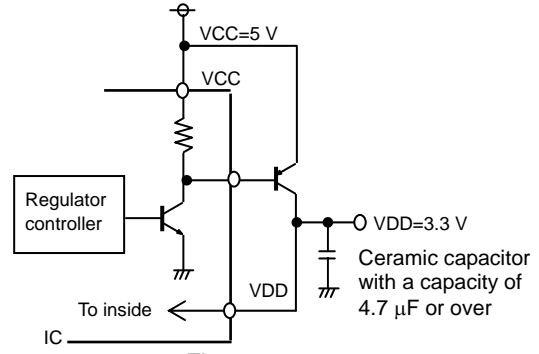 VCC=5 V
VCC
Regulator
controller
VDD=3.3 V
Ceramic capacitor
with a capacity of
4.7 μF or over
VDD
To inside
IC